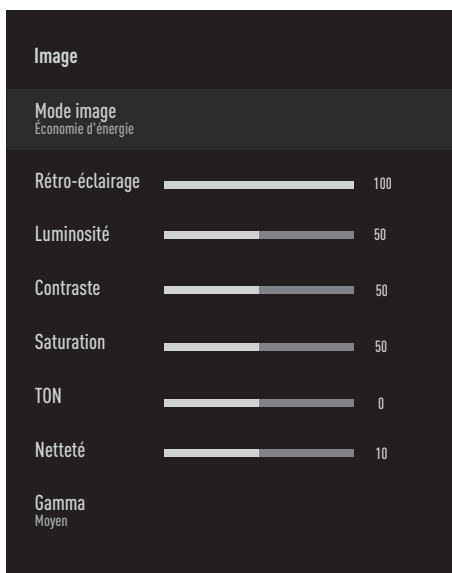 Image
Mode image
Économie d'énergie
Rétro-éclairage 100
Luminosité 50
Contraste 50
Saturation 50
TON 0
Netteté 10
Gamma
Moyen